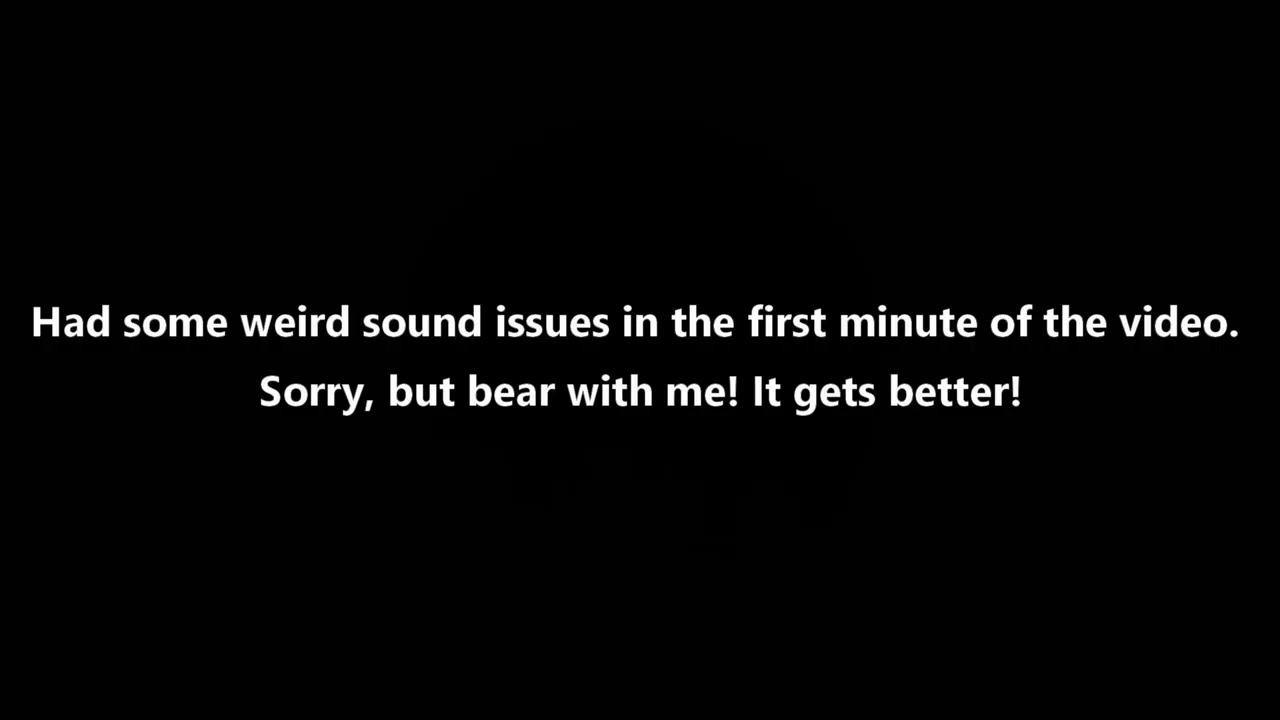 Had some weird sound issues in the first minute of the video.
Sorry, but bear with me! It gets better!